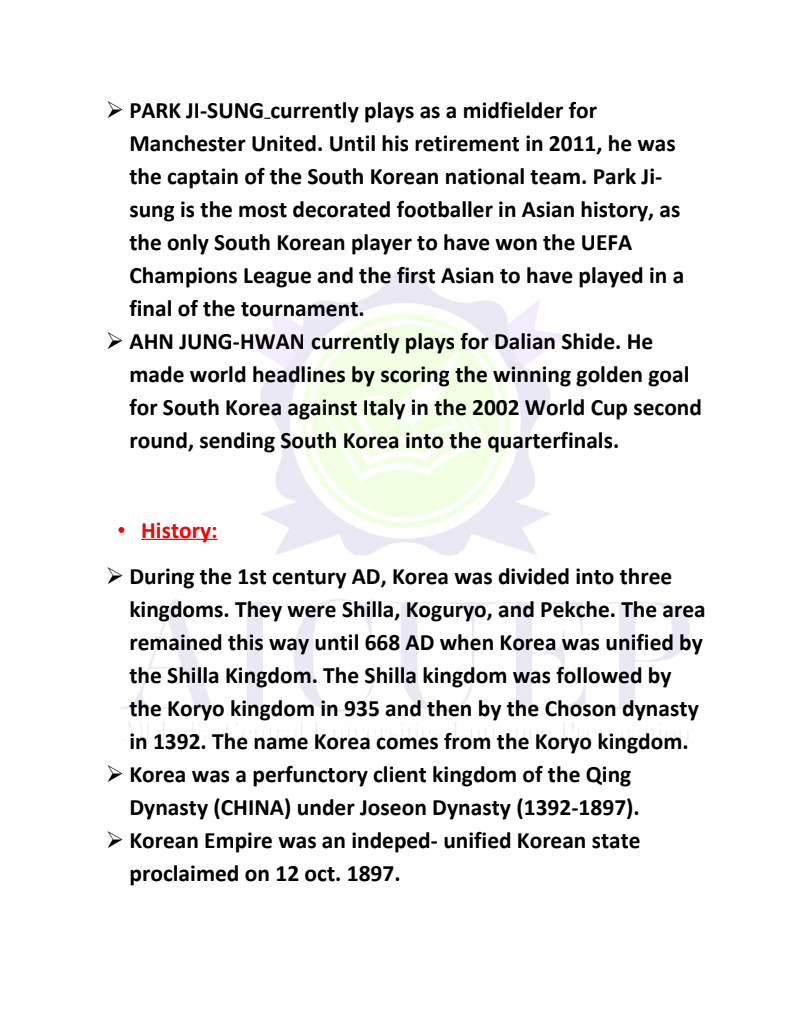 ➢ PARK JI-SUNG currently plays as a midfielder for
Manchester United. Until his retirement in 2011, he was
the captain of the South Korean national team. Park Ji-
sung is the most decorated footballer in Asian history, as
the only South Korean player to have won the UEFA
Champions League and the first Asian to have played in a
final of the tournament.
➢ AHN JUNG-HWAN currently plays for Dalian Shide. He
made world headlines by scoring the winning golden goal
for South Korea against Italy in the 2002 World Cup second
round, sending South Korea into the quarterfinals.
• History:
➢ During the 1st century AD, Korea was divided into three
kingdoms. They were Shilla, Koguryo, and Pekche. The area
remained this way until 668 AD when Korea was unified by
the Shilla Kingdom. The Shilla kingdom was followed by
the Koryo kingdom in 935 and then by the Choson dynasty
in 1392. The name Korea comes from the Koryo kingdom.
➢ Korea was a perfunctory client kingdom of the Qing
Dynasty (CHINA) under Joseon Dynasty (1392-1897).
➢ Korean Empire was an indeped- unified Korean state
proclaimed on 12 oct. 1897.
AICUEP